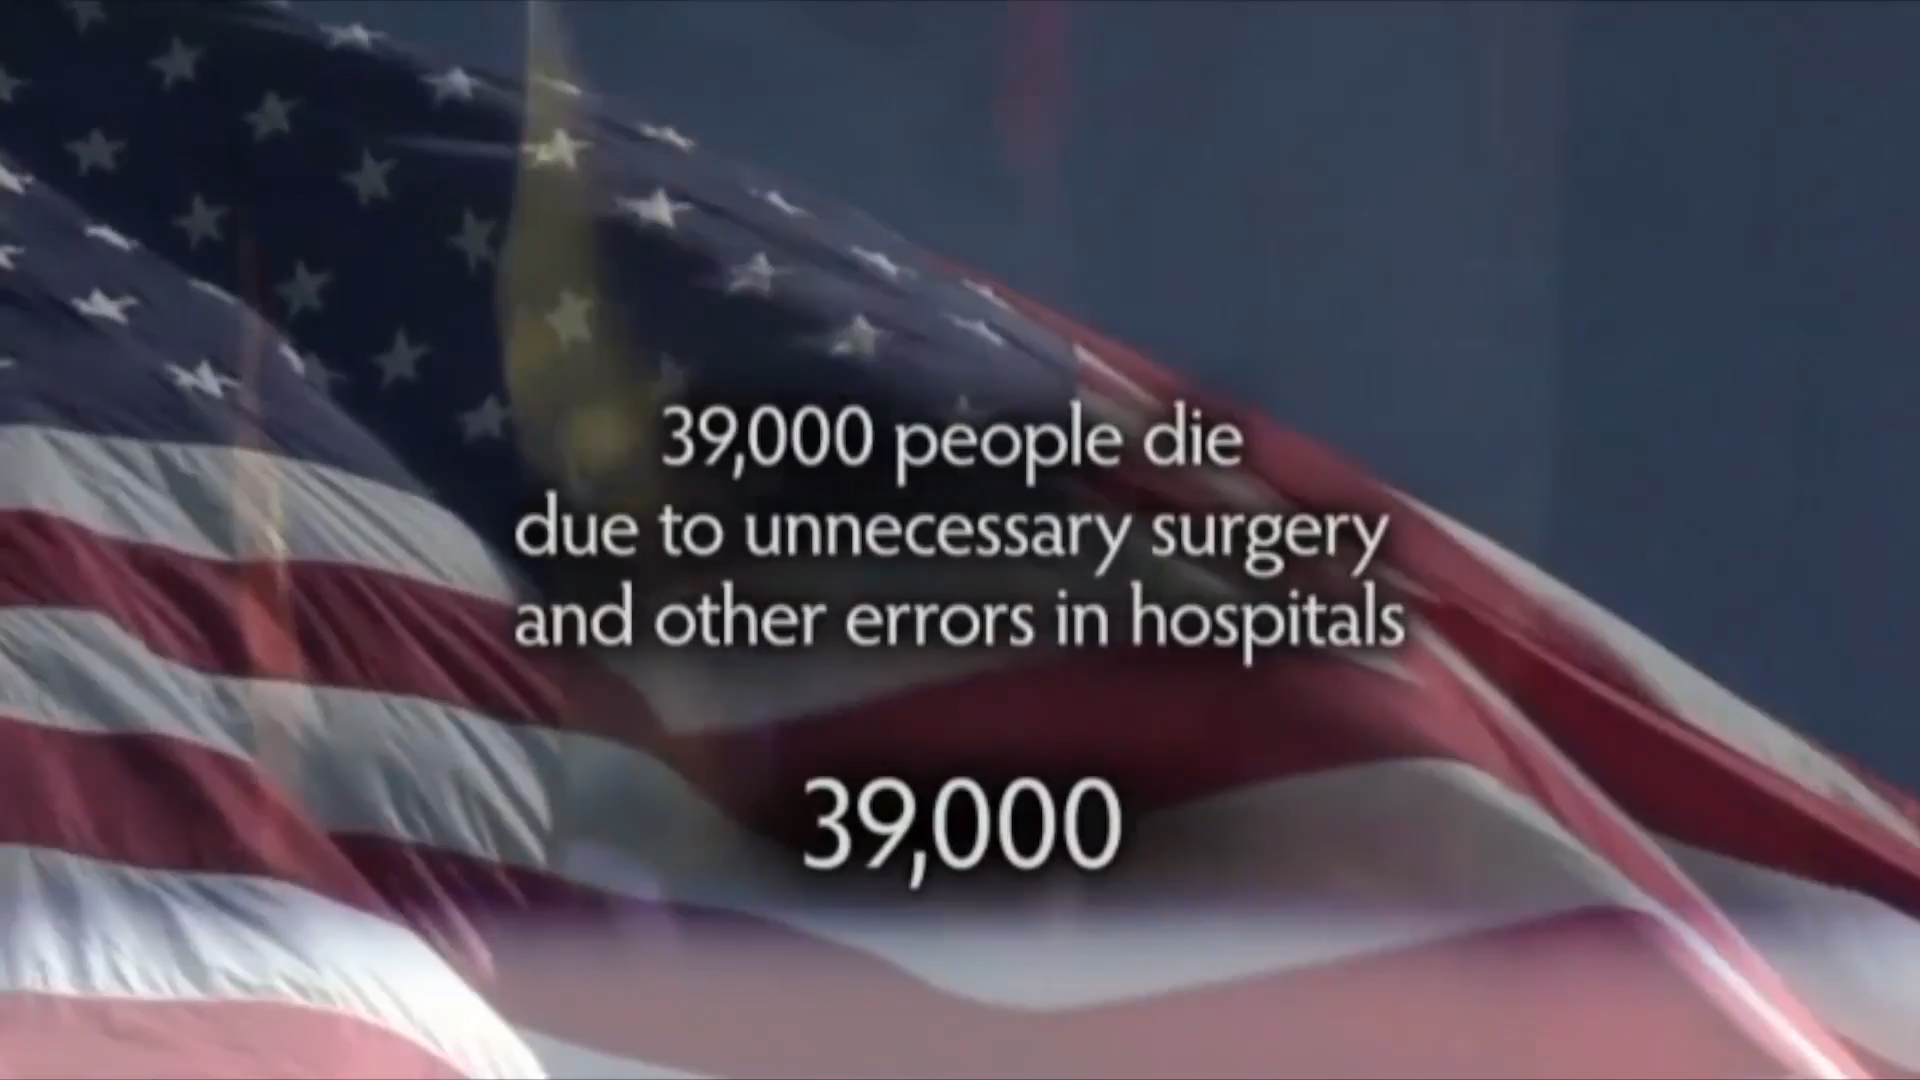 39,000 people die
due to unnecessary surgery
and other errors in hospitals
39,000